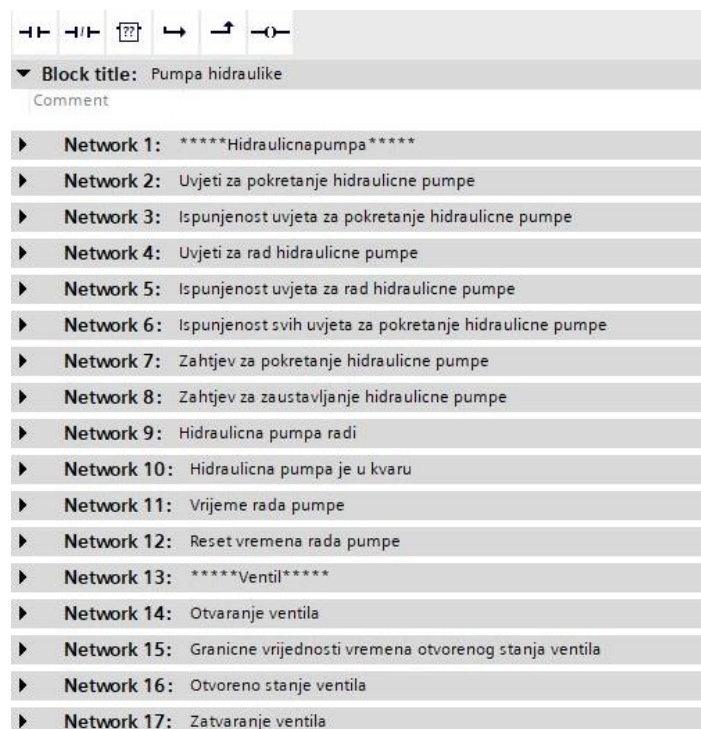 ??
Block title: Pumpa hidraulike
Comment
Network 1: *****Hidraulicnapumpa*****
Network 2: Uvjeti za pokretanje hidraulicne pumpe
Network 3: Ispunjenost uvjeta za pokretanje hidraulicne pumpe
Network 4: Uvjeti za rad hidraulicne pumpe
Network 5: Ispunjenost uvjeta za rad hidraulicne pumpe
Network 6: Ispunjenost svih uvjeta za pokretanje hidraulicne pumpe
Network 7: Zahtjev za pokretanje hidraulicne pumpe
Network 8: Zahtjev za zaustavljanje hidraulicne pumpe
Network 9: Hidraulicna pumpa radi
Network 10: Hidraulicna pumpa je u kvaru
Network 11: Vrijeme rada pumpe
Network 12: Reset vremena rada pumpe
Network 13: *****Ventil*****
Network 14: Otvaranje ventila
Network 15: Granicne vrijednosti vremena otvorenog stanja ventila
Network 16: Otvoreno stanje ventila
Network 17: Zatvaranje ventila